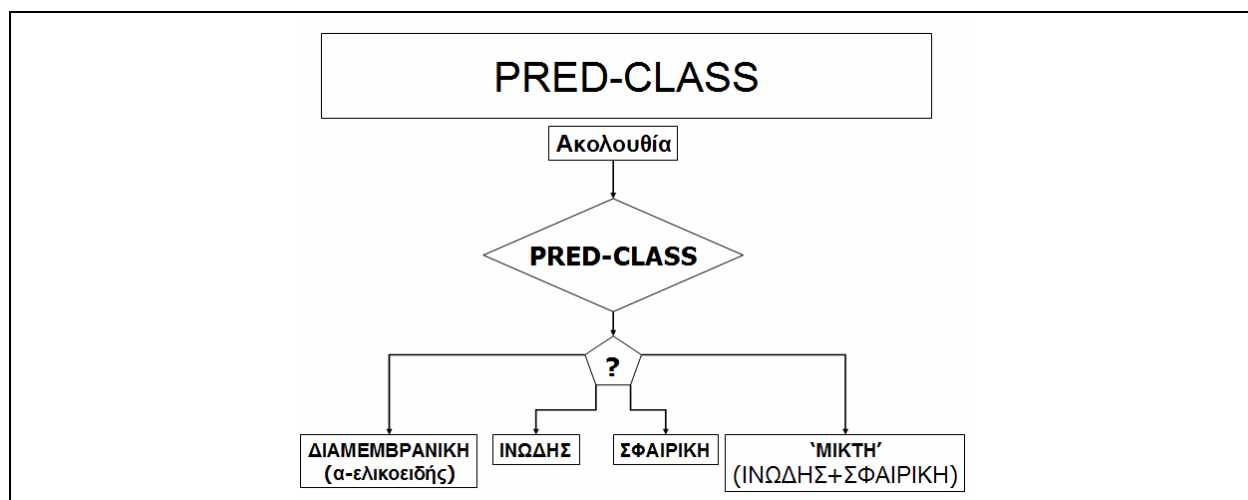 PRED-CLASS
Ακολουθία
PRED-CLASS
?
ΔΙΑΜΕΜΒΡΑΝΙΚΗ
(α-ελικοειδής)
ΙΝΩΔΗΣ
ΣΦΑΙΡΙΚΗ
‘ΜΙΚΤΗ’
(ΙΝΩΔΗΣ+ΣΦΑΙΡΙΚΗ)